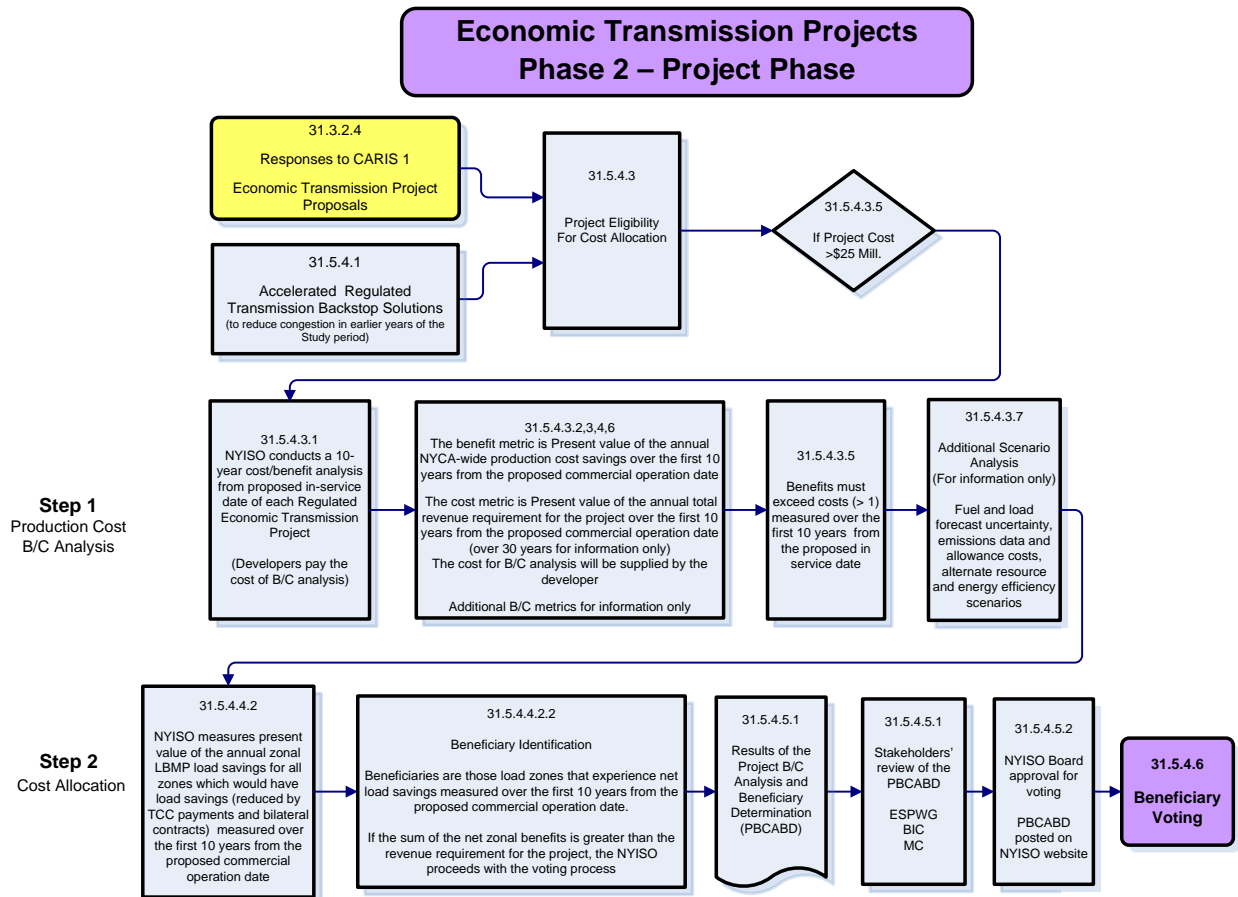 Economic Transmission Projects
Phase 2 – Project Phase
31.3.2.4
Responses to CARIS 1
Economic Transmission Project
Proposals
31.5.4.1
Accelerated Regulated
Transmission Backstop Solutions
(to reduce congestion in earlier years of the
Study period)
31.5.4.3
Project Eligibility
For Cost Allocation
31.5.4.3.5
If Project Cost
>$25 Mill.
Step 1
Production Cost
B/C Analysis
31.5.4.3.1
NYISO conducts a 10-
year cost/benefit analysis
from proposed in-service
date of each Regulated
Economic Transmission
Project
(Developers pay the
cost of B/C analysis)
31.5.4.3.2,3,4,6
The benefit metric is Present value of the annual
NYCA-wide production cost savings over the first 10
years from the proposed commercial operation date
The cost metric is Present value of the annual total
revenue requirement for the project over the first 10
years from the proposed commercial operation date
(over 30 years for information only)
The cost for B/C analysis will be supplied by the
developer
Additional B/C metrics for information only
31.5.4.3.5
Benefits must
exceed costs (> 1)
measured over the
first 10 years from
the proposed in
service date
31.5.4.3.7
Additional Scenario
Analysis
(For information only)
Fuel and load
forecast uncertainty,
emissions data and
allowance costs,
alternate resource
and energy efficiency
scenarios
Step 2
Cost Allocation
31.5.4.4.2
NYISO measures present
value of the annual zonal
LBMP load savings for all
zones which would have
load savings (reduced by
TCC payments and bilateral
contracts) measured over
the first 10 years from the
proposed commercial
operation date
31.5.4.4.2.2
Beneficiary Identification
Beneficiaries are those load zones that experience net
load savings measured over the first 10 years from the
proposed commercial operation date.
If the sum of the net zonal benefits is greater than the
revenue requirement for the project, the NYISO
proceeds with the voting process
31.5.4.5.1
Results of the
Project B/C
Analysis and
Beneficiary
Determination
(PBCABD)
31.5.4.5.1
Stakeholders'
review of the
PBCABD
ESPWG
BIC
MC
31.5.4.5.2
NYISO Board
approval for
voting
PBCABD
posted on
NYISO website
31.5.4.6
Beneficiary
Voting